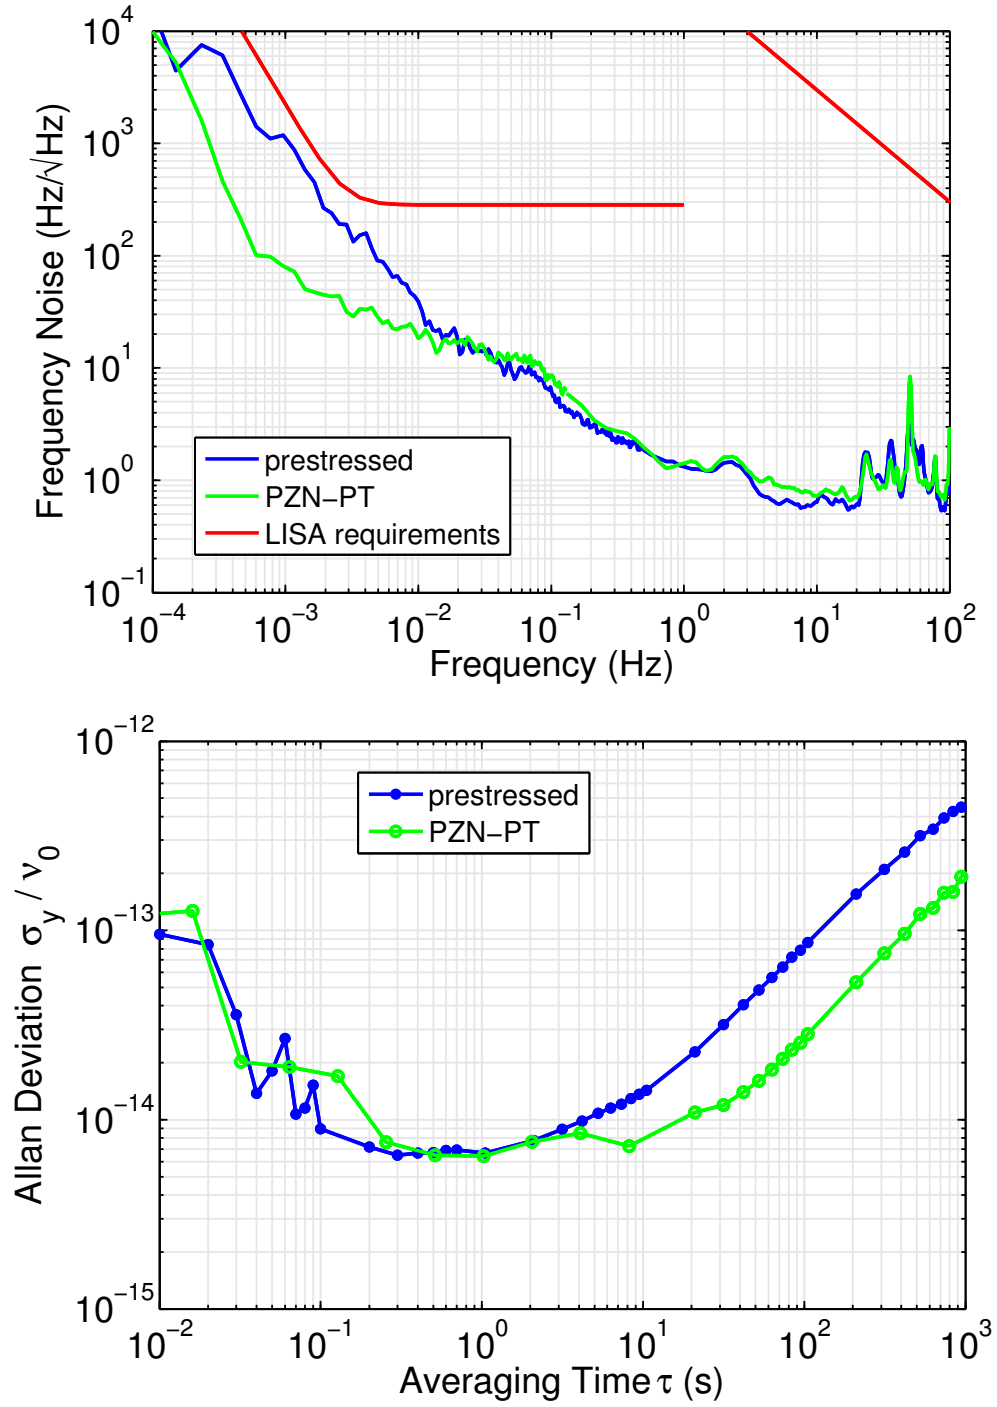 10^4
10^3
10^2
10^1
10^0
10^−1
Frequency Noise (Hz/√Hz)
prestressed
PZN−PT
LISA requirements
10^−4 10^−3 10^−2 10^−1 10^0 10^1 10^2
Frequency (Hz)
10^−12
10^−13
10^−14
10^−15
Allan Deviation σ_y / ν_0
prestressed
PZN−PT
10^−2 10^−1 10^0 10^1 10^2 10^3
Averaging Time τ (s)